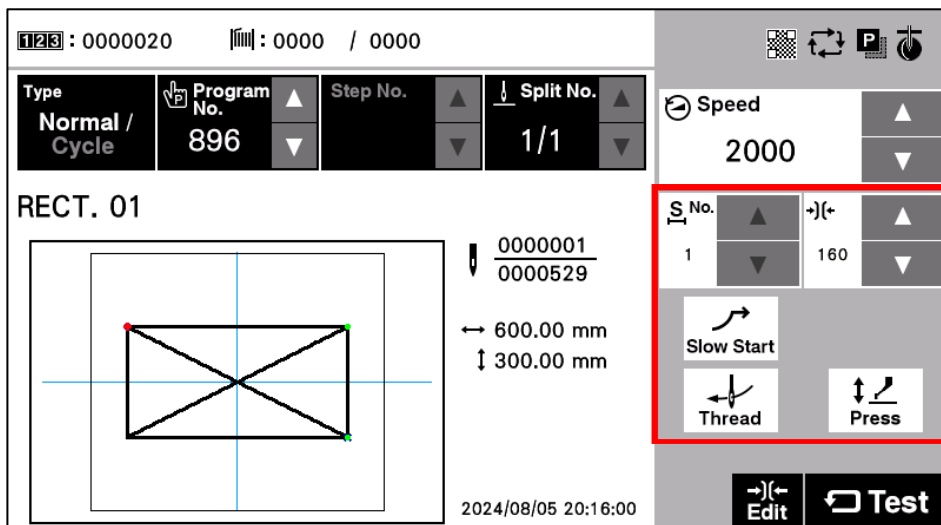 123 : 0000020 : 0000 / 0000
P
Type
Normal /
Cycle
P
Program
No.
896
Step No.
Split No.
1/1
Speed
2000
RECT. 01
0000001
0000529
600.00 mm
300.00 mm
2024/08/05 20:16:00
S No.
1
160
Slow Start
Thread
Press
Edit
Test